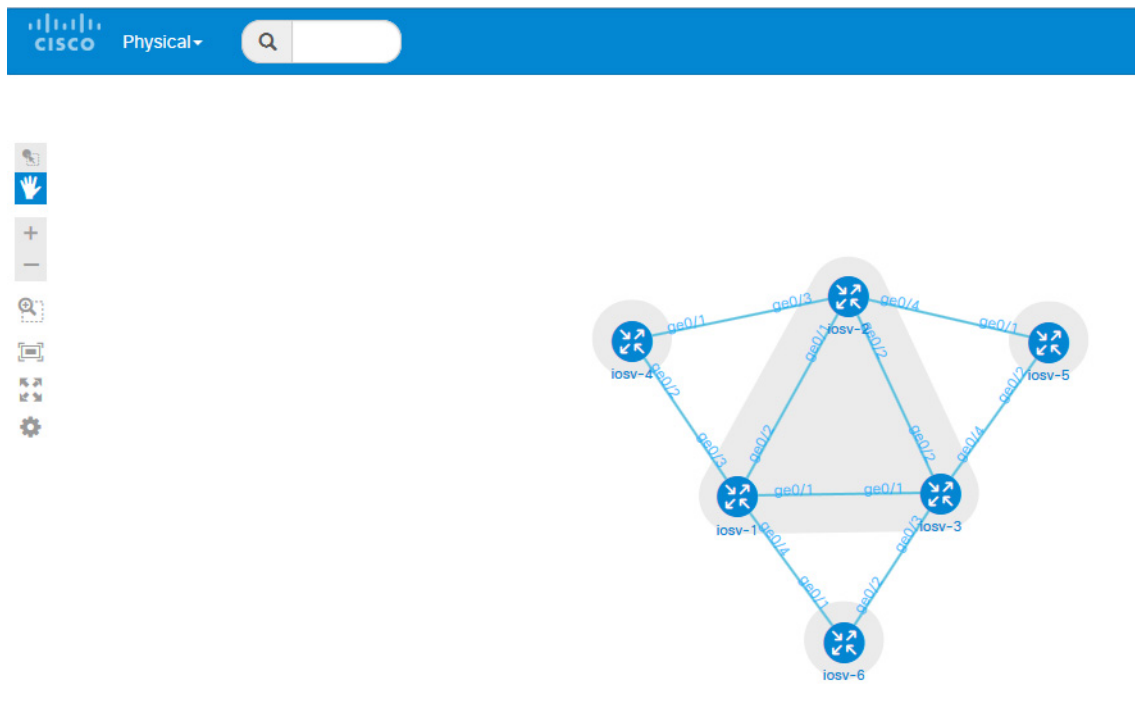 CISCO Physical
ge0/3
ge0/4
ge0/1
ge0/1
iosv-2
ge0/1
ge0/2
iosv-4
iosv-5
ge0/2
ge0/2
ge0/3
ge0/2
ge0/2
ge0/4
ge0/1
ge0/1
iosv-1
iosv-3
ge0/4
ge0/3
ge0/1
ge0/2
iosv-6